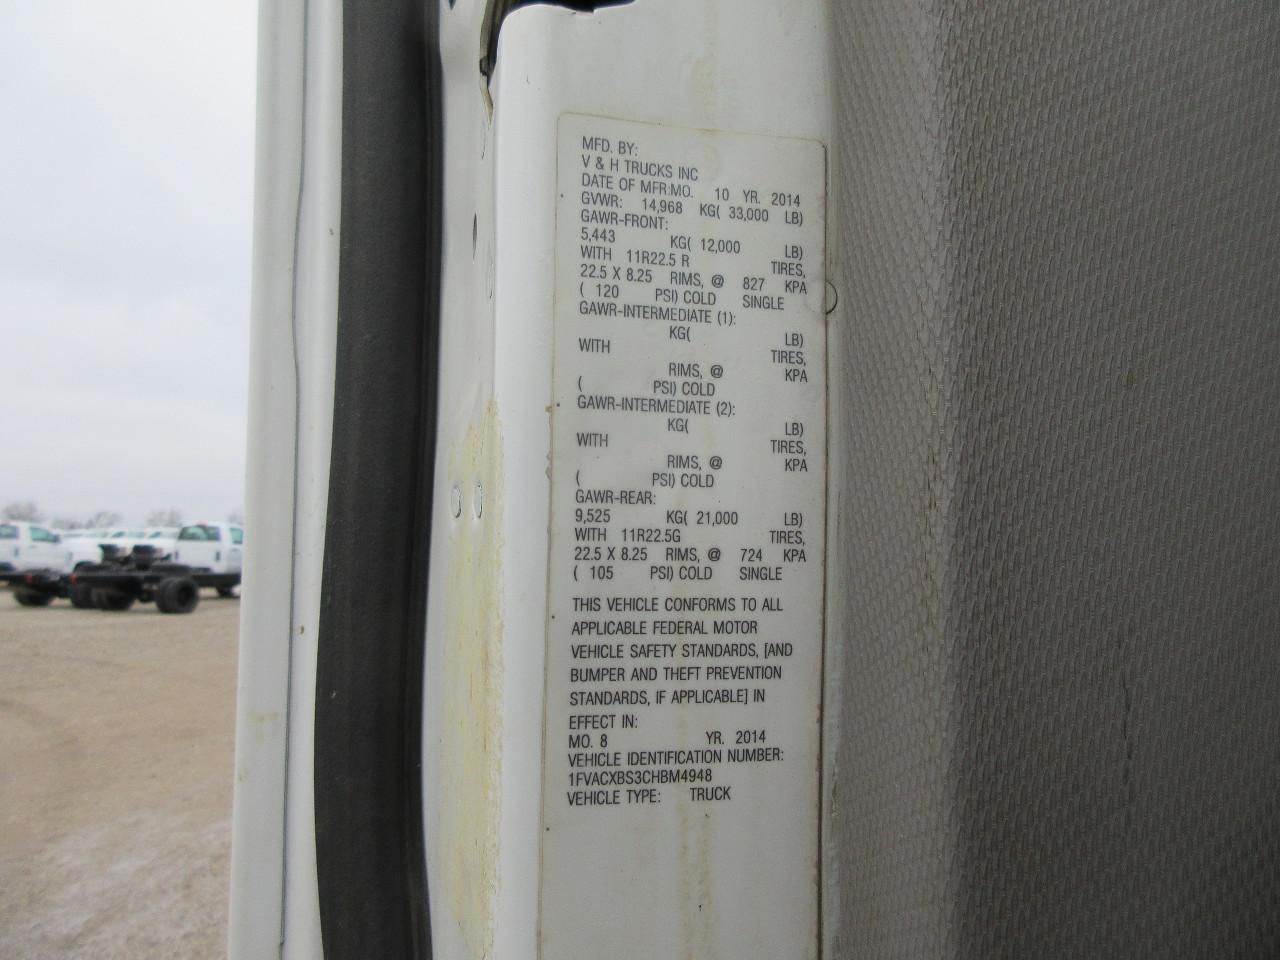 MFD. BY:
V & H TRUCKS INC
DATE OF MFR:MO. 10 YR. 2014
GVWR: 14,968 KG( 33,000 LB)
GAWR-FRONT:
5,443 KG( 12,000 LB)
WITH 11R22.5 R TIRES,
22.5 X 8.25 RIMS, @ 827 KPA
( 120 PSI) COLD SINGLE
GAWR-INTERMEDIATE (1):
KG( LB)
WITH TIRES,
RIMS, @ KPA
( PSI) COLD
GAWR-INTERMEDIATE (2):
KG( LB)
WITH TIRES,
RIMS, @ KPA
( PSI) COLD
GAWR-REAR:
9,525 KG( 21,000 LB)
WITH 11R22.5G TIRES,
22.5 X 8.25 RIMS, @ 724 KPA
( 105 PSI) COLD SINGLE
THIS VEHICLE CONFORMS TO ALL
APPLICABLE FEDERAL MOTOR
VEHICLE SAFETY STANDARDS, [AND
BUMPER AND THEFT PREVENTION
STANDARDS, IF APPLICABLE] IN
EFFECT IN:
MO. 8 YR. 2014
VEHICLE IDENTIFICATION NUMBER:
1FVACXBS3CHBM4948
VEHICLE TYPE: TRUCK